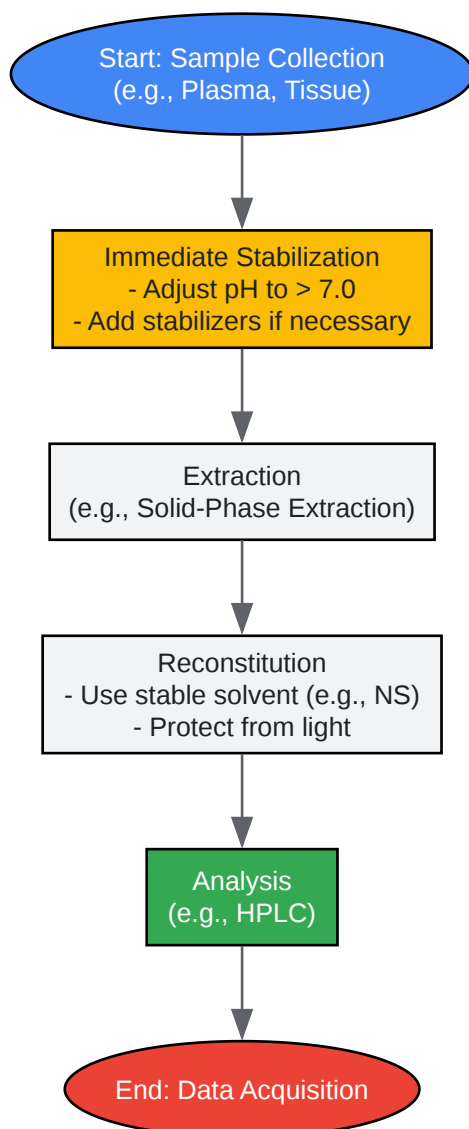 Start: Sample Collection
(e.g., Plasma, Tissue)
Immediate Stabilization
- Adjust pH to > 7.0
- Add stabilizers if necessary
Extraction
(e.g., Solid-Phase Extraction)
Reconstitution
- Use stable solvent (e.g., NS)
- Protect from light
Analysis
(e.g., HPLC)
End: Data Acquisition